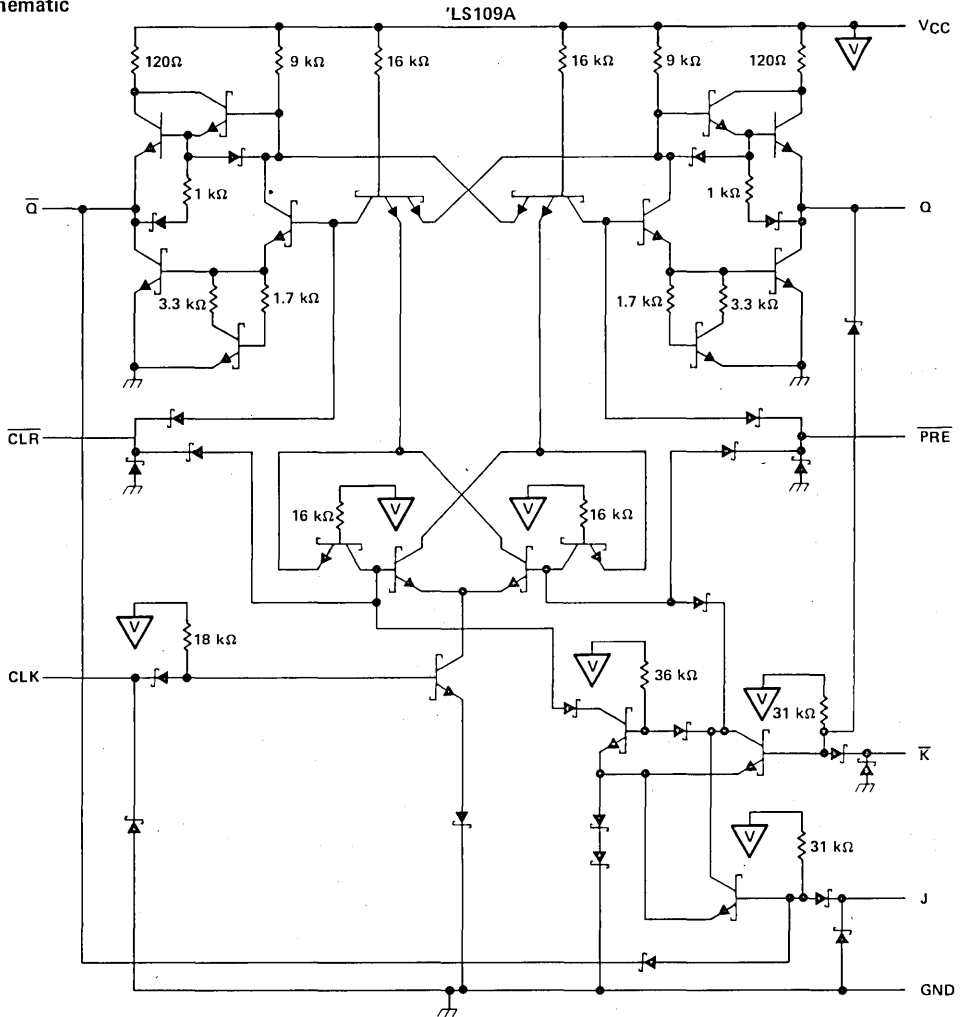 hematic
'LS109A
VCC
V
120Ω
9 kΩ
16 kΩ
16 kΩ
9 kΩ
120Ω
1 kΩ
1 kΩ
Q̅
Q
3.3 kΩ
1.7 kΩ
1.7 kΩ
3.3 kΩ
C̅L̅R̅
P̅R̅E̅
V
V
16 kΩ
16 kΩ
V
18 kΩ
V
36 kΩ
CLK
V
31 kΩ
K̅
V
31 kΩ
J
GND